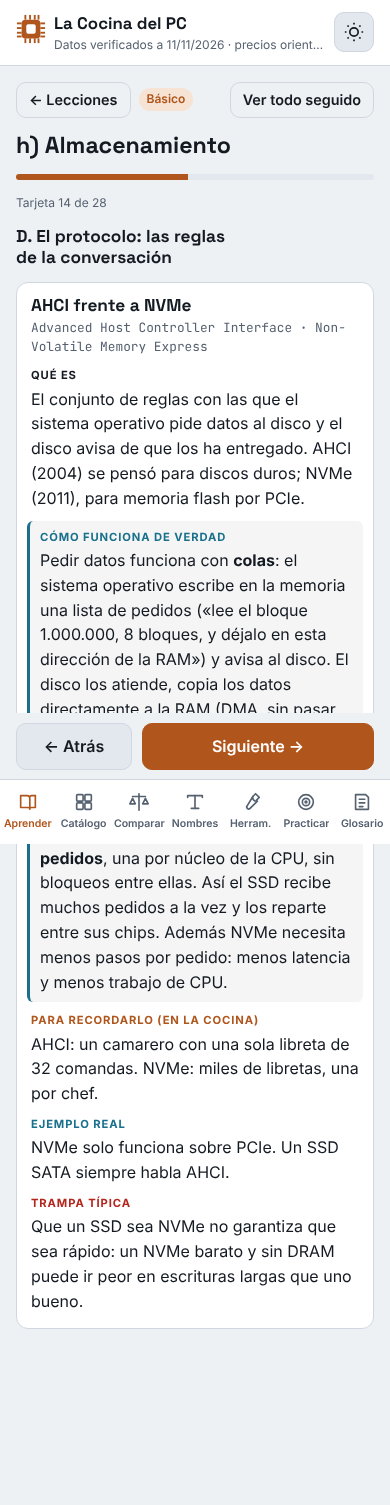 La Cocina del PC
Datos verificados a 11/11/2026 · precios orient…
← Lecciones
Básico
Ver todo seguido
h) Almacenamiento
Tarjeta 14 de 28
D. El protocolo: las reglas
de la conversación
AHCI frente a NVMe
Advanced Host Controller Interface · Non-
Volatile Memory Express
QUÉ ES
El conjunto de reglas con las que el
sistema operativo pide datos al disco y el
disco avisa de que los ha entregado. AHCI
(2004) se pensó para discos duros; NVMe
(2011), para memoria flash por PCIe.
CÓMO FUNCIONA DE VERDAD
Pedir datos funciona con colas: el
sistema operativo escribe en la memoria
una lista de pedidos («lee el bloque
1.000.000, 8 bloques, y déjalo en esta
dirección de la RAM») y avisa al disco. El
disco los atiende, copia los datos
directamente a la RAM (DMA, sin pasar
← Atrás
Siguiente →
Aprender
Catálogo
Comparar
Nombres
Herram.
Practicar
Glosario
pedidos, una por núcleo de la CPU, sin
bloqueos entre ellas. Así el SSD recibe
muchos pedidos a la vez y los reparte
entre sus chips. Además NVMe necesita
menos pasos por pedido: menos latencia
y menos trabajo de CPU.
PARA RECORDARLO (EN LA COCINA)
AHCI: un camarero con una sola libreta de
32 comandas. NVMe: miles de libretas, una
por chef.
EJEMPLO REAL
NVMe solo funciona sobre PCIe. Un SSD
SATA siempre habla AHCI.
TRAMPA TÍPICA
Que un SSD sea NVMe no garantiza que
sea rápido: un NVMe barato y sin DRAM
puede ir peor en escrituras largas que uno
bueno.